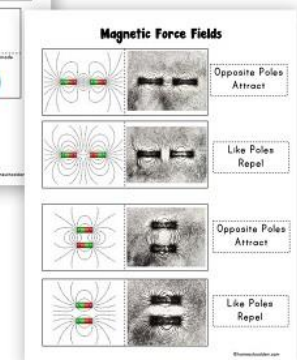 Magnetic Force Fields
Opposite Poles
Attract
Like Poles
Repel
Opposite Poles
Attract
Like Poles
Repel